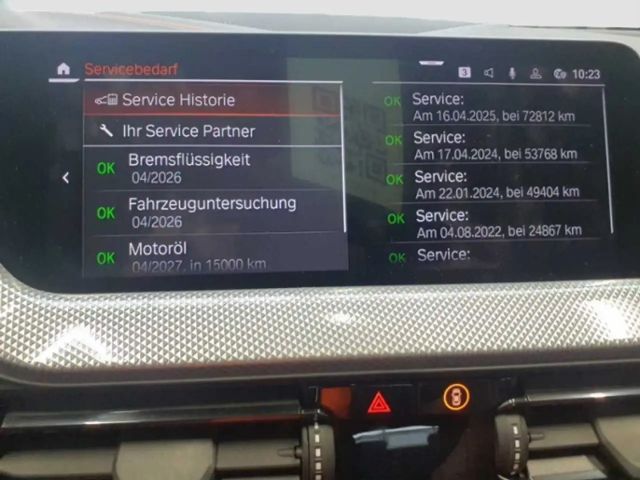 Servicebedarf
3
10:23
Service Historie
Ihr Service Partner
OK Bremsflüssigkeit
04/2026
OK Fahrzeuguntersuchung
04/2026
OK Motoröl
04/2027, in 15000 km
OK Service:
Am 16.04.2025, bei 72812 km
OK Service:
Am 17.04.2024, bei 53768 km
OK Service:
Am 22.01.2024, bei 49404 km
OK Service:
Am 04.08.2022, bei 24867 km
OK Service: